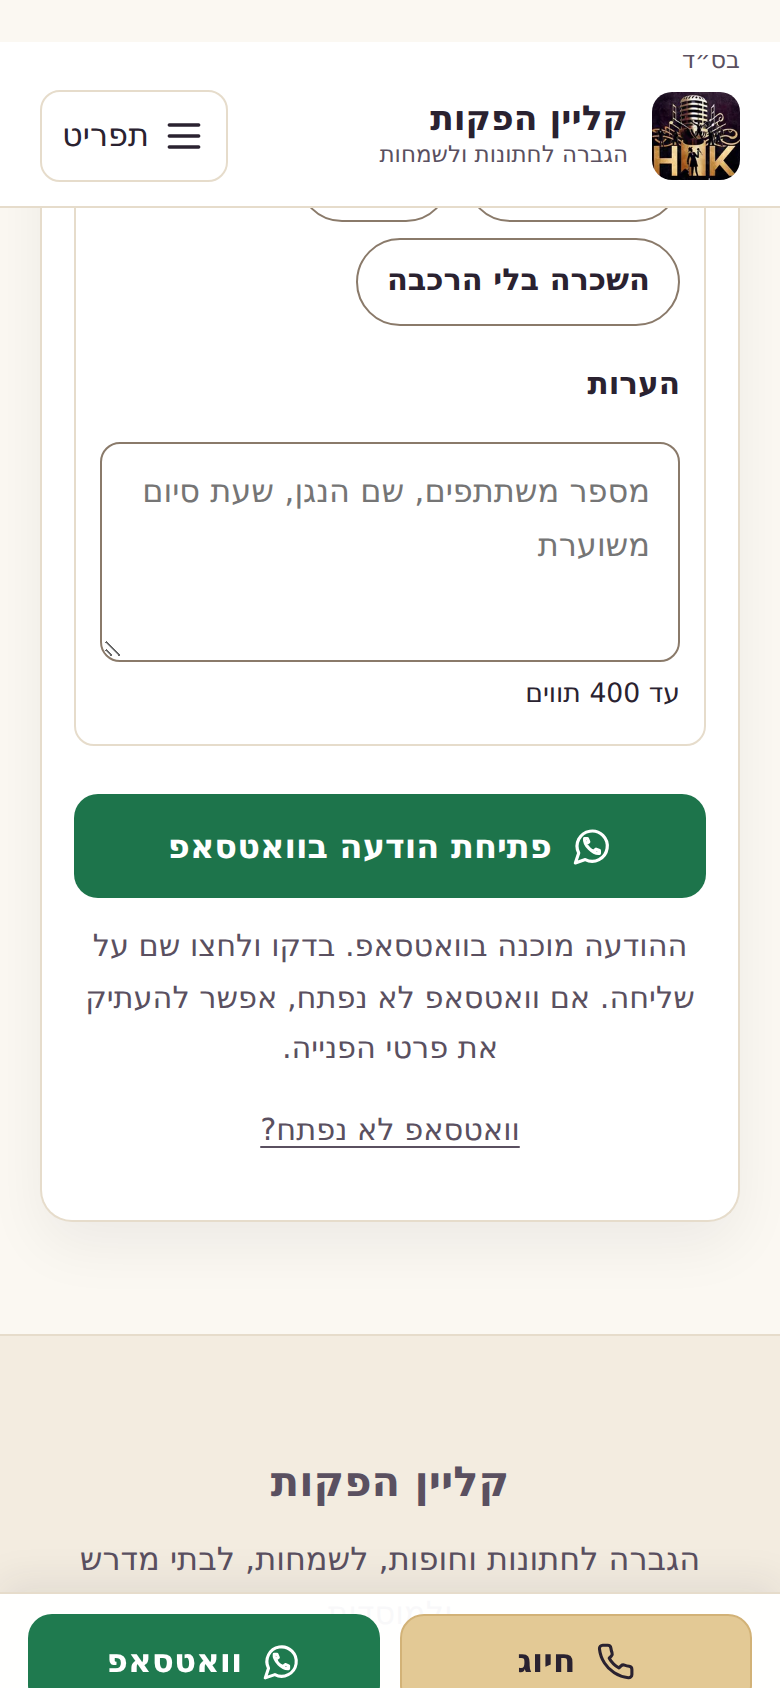 בס״ד
קליין הפקות
הגברה לחתונות ולשמחות
תפריט
HNK
השכרה בלי הרכבה
הערות
מספר משתתפים, שם הנגן, שעת סיום
משוערת
עד 400 תווים
פתיחת הודעה בוואטסאפ
ההודעה מוכנה בוואטסאפ. בדקו ולחצו שם על
שליחה. אם וואטסאפ לא נפתח, אפשר להעתיק
את פרטי הפנייה.
וואטסאפ לא נפתח?
קליין הפקות
הגברה לחתונות וחופות, לשמחות, לבתי מדרש
ולמוסדות
חיוג
וואטסאפ